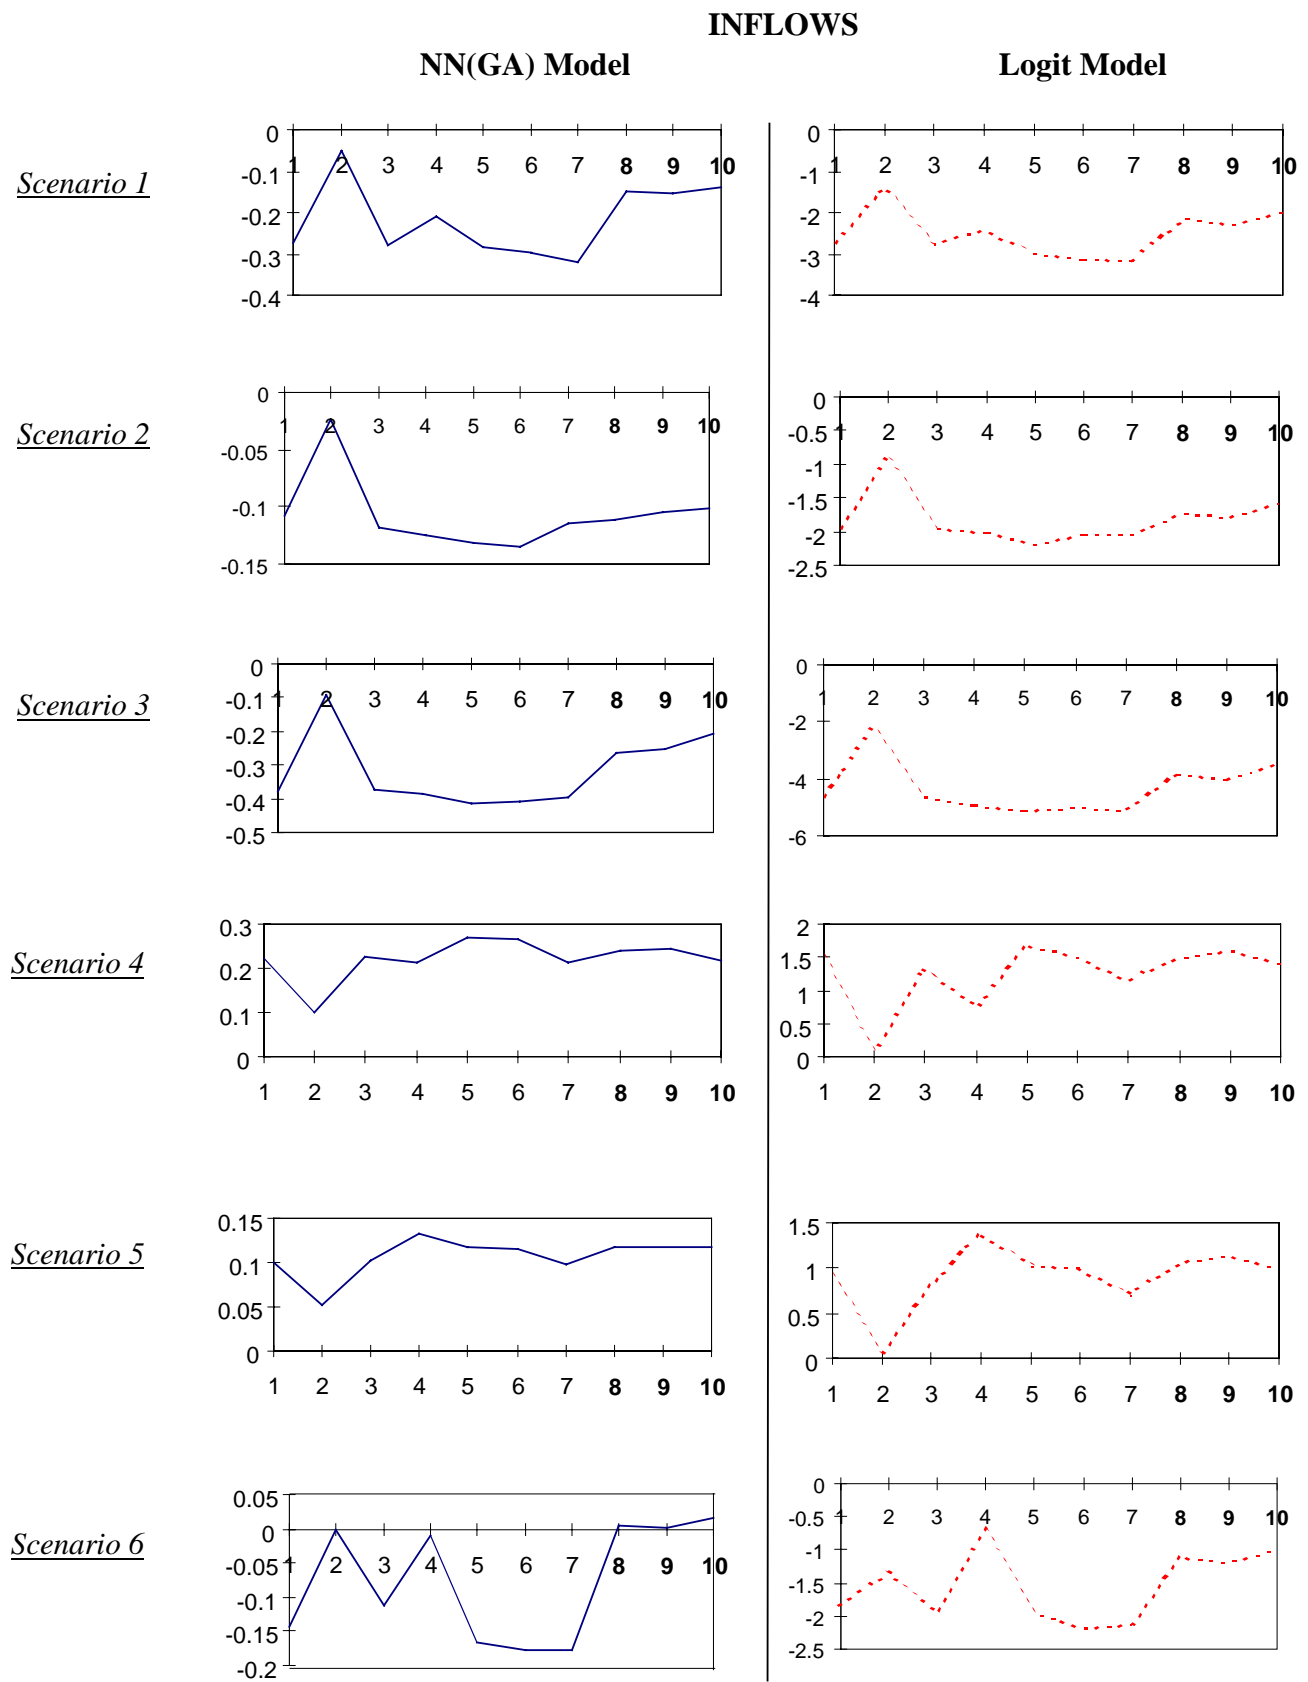 INFLOWS
NN(GA) Model Logit Model
Scenario 1
0
-0.1
-0.2
-0.3
-0.4
1 2 3 4 5 6 7 8 9 10
0
-1
-2
-3
-4
1 2 3 4 5 6 7 8 9 10
Scenario 2
0
-0.05
-0.1
-0.15
1 2 3 4 5 6 7 8 9 10
0
-0.5
-1
-1.5
-2
-2.5
1 2 3 4 5 6 7 8 9 10
Scenario 3
0
-0.1
-0.2
-0.3
-0.4
-0.5
1 2 3 4 5 6 7 8 9 10
0
-2
-4
-6
1 2 3 4 5 6 7 8 9 10
Scenario 4
0.3
0.2
0.1
0
1 2 3 4 5 6 7 8 9 10
2
1.5
1
0.5
0
1 2 3 4 5 6 7 8 9 10
Scenario 5
0.15
0.1
0.05
0
1 2 3 4 5 6 7 8 9 10
1.5
1
0.5
0
1 2 3 4 5 6 7 8 9 10
Scenario 6
0.05
0
-0.05
-0.1
-0.15
-0.2
1 2 3 4 5 6 7 8 9 10
0
-0.5
-1
-1.5
-2
-2.5
1 2 3 4 5 6 7 8 9 10